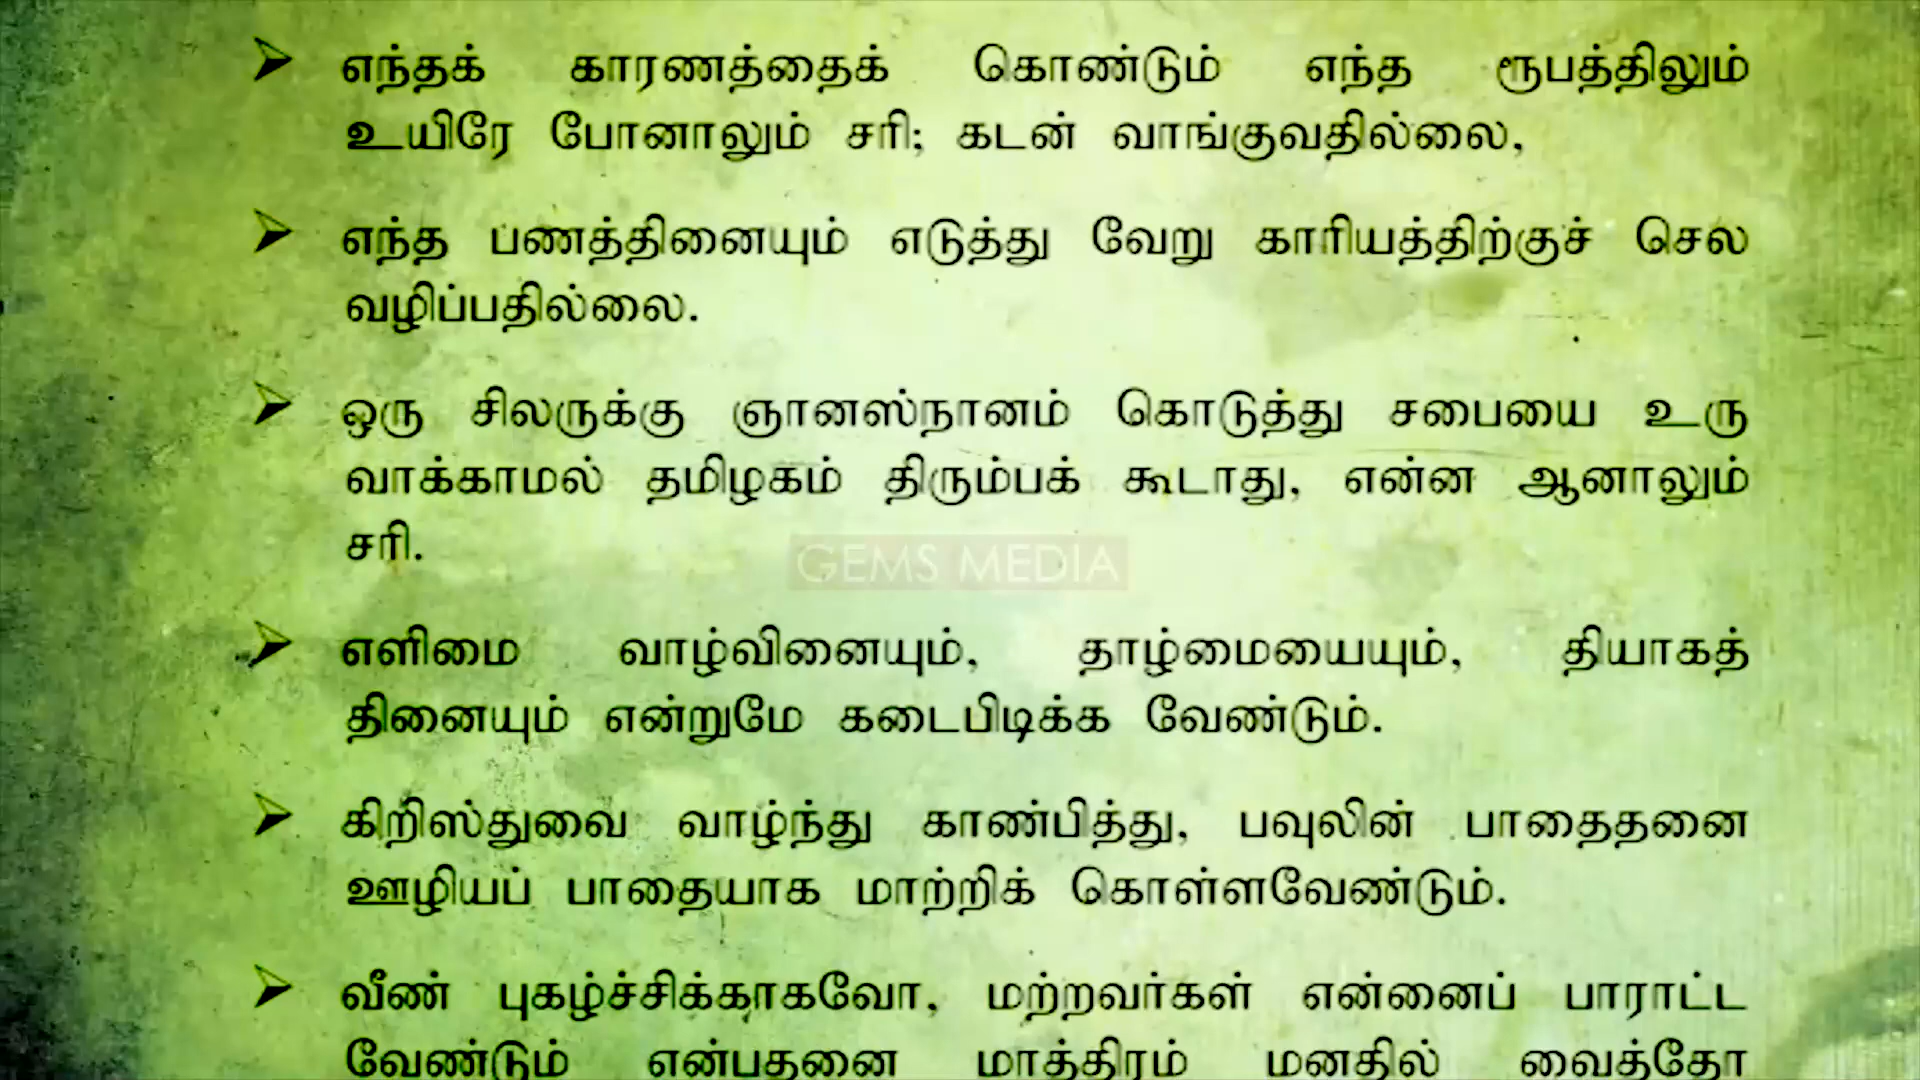 எந்தக் காரணத்தைக் கொண்டும் எந்த ரூபத்திலும்
உயிரே போனாலும் சரி; கடன் வாங்குவதில்லை,
எந்த பணத்தினையும் எடுத்து வேறு காரியத்திற்குச் செல
வழிப்பதில்லை.
ஒரு சிலருக்கு ஞானஸ்நானம் கொடுத்து சபையை உரு
வாக்காமல் தமிழகம் திரும்பக் கூடாது, என்ன ஆனாலும்
சரி.
GEMS MEDIA
எளிமை வாழ்வினையும், தாழ்மையையும், தியாகத்
தினையும் என்றுமே கடைபிடிக்க வேண்டும்.
கிறிஸ்துவை வாழ்ந்து காண்பித்து, பவுலின் பாதைதனை
ஊழியப் பாதையாக மாற்றிக் கொள்ளவேண்டும்.
வீண் புகழ்ச்சிக்காகவோ, மற்றவர்கள் என்னைப் பாராட்ட
வேண்டும் என்பதனை மாத்திரம் மனதில் வைத்தோ